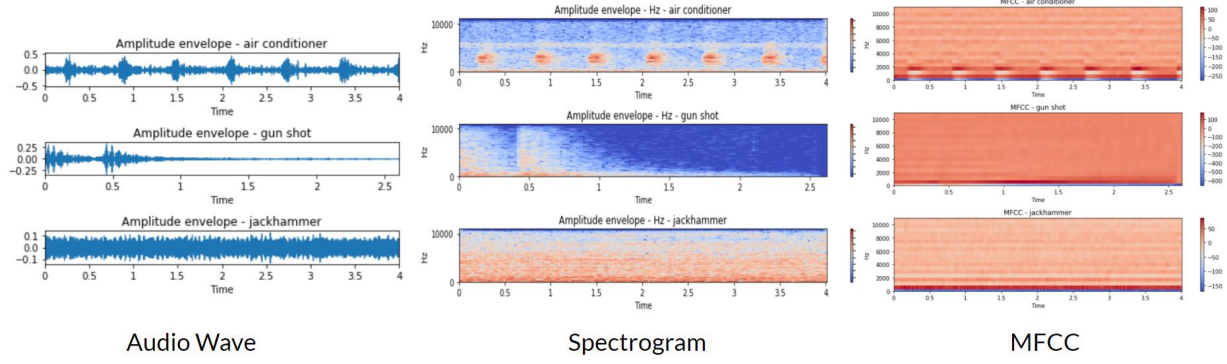 Amplitude envelope - air conditioner
0.5
0.0
−0.5
0 0.5 1 1.5 2 2.5 3 3.5 4
Time
Amplitude envelope - gun shot
0.25
0.00
−0.25
0 0.5 1 1.5 2 2.5
Time
Amplitude envelope - jackhammer
0.1
0.0
−0.1
0 0.5 1 1.5 2 2.5 3 3.5 4
Time
Audio Wave
Amplitude envelope - Hz - air conditioner
Hz
10000
0
0 0.5 1 1.5 2 2.5 3 3.5 4
Time
Amplitude envelope - Hz - gun shot
Hz
10000
0
0 0.5 1 1.5 2 2.5
Time
Amplitude envelope - Hz - jackhammer
Hz
10000
0
0 0.5 1 1.5 2 2.5 3 3.5 4
Time
Spectrogram
MFCC - air conditioner
Hz
10000
8000
6000
4000
2000
0
0 0.5 1 1.5 2 2.5 3 3.5 4
Time
100
50
0
−50
−100
−150
−200
−250
MFCC - gun shot
Hz
10000
8000
6000
4000
2000
0
0 0.5 1 1.5 2 2.5
Time
100
0
−100
−200
−300
−400
−500
−600
MFCC - jackhammer
Hz
10000
8000
6000
4000
2000
0
0 0.5 1 1.5 2 2.5 3 3.5 4
Time
100
50
0
−50
−100
−150
MFCC